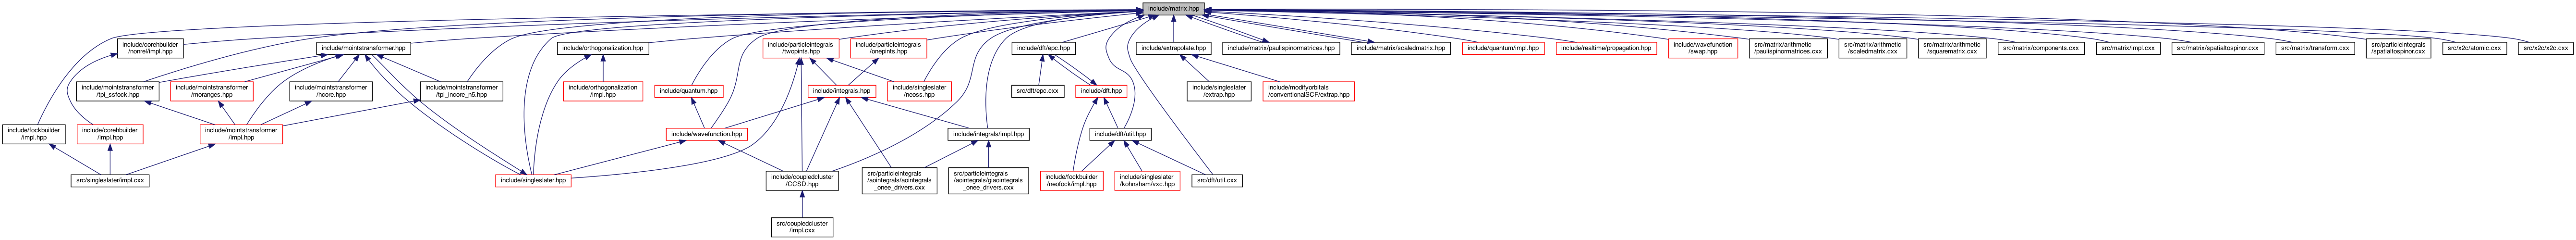 include/matrix.hpp
include/corehbuilder
/nonrel/impl.hpp
include/mointstransformer.hpp
include/orthogonalization.hpp
include/particleintegrals
/twopints.hpp
include/particleintegrals
/onepints.hpp
include/dft/epc.hpp
include/extrapolate.hpp
include/matrix/paulispinormatrices.hpp
include/matrix/scaledmatrix.hpp
include/quantum/impl.hpp
include/realtime/propagation.hpp
include/wavefunction
/swap.hpp
src/matrix/arithmetic
/paulispinormatrices.cxx
src/matrix/arithmetic
/scaledmatrix.cxx
src/matrix/arithmetic
/squarematrix.cxx
src/matrix/components.cxx
src/matrix/impl.cxx
src/matrix/spatialtospinor.cxx
src/matrix/transform.cxx
src/particleintegrals
/spatialtospinor.cxx
src/x2c/atomic.cxx
src/x2c/x2c.cxx
include/mointstransformer
/tpi_ssfock.hpp
include/mointstransformer
/moranges.hpp
include/mointstransformer
/hcore.hpp
include/mointstransformer
/tpi_incore_n5.hpp
include/orthogonalization
/impl.hpp
include/quantum.hpp
include/integrals.hpp
include/singleslater
/neoss.hpp
src/dft/epc.cxx
include/dft.hpp
include/singleslater
/extrap.hpp
include/modifyorbitals
/conventionalSCF/extrap.hpp
include/fockbuilder
/impl.hpp
include/corehbuilder
/impl.hpp
include/mointstransformer
/impl.hpp
include/wavefunction.hpp
include/integrals/impl.hpp
include/dft/util.hpp
src/singleslater/impl.cxx
include/singleslater.hpp
include/coupledcluster
/CCSD.hpp
src/particleintegrals
/aointegrals/aointegrals
_onee_drivers.cxx
src/particleintegrals
/aointegrals/giaointegrals
_onee_drivers.cxx
include/fockbuilder
/neofock/impl.hpp
include/singleslater
/kohnsham/vxc.hpp
src/dft/util.cxx
src/coupledcluster
/impl.cxx